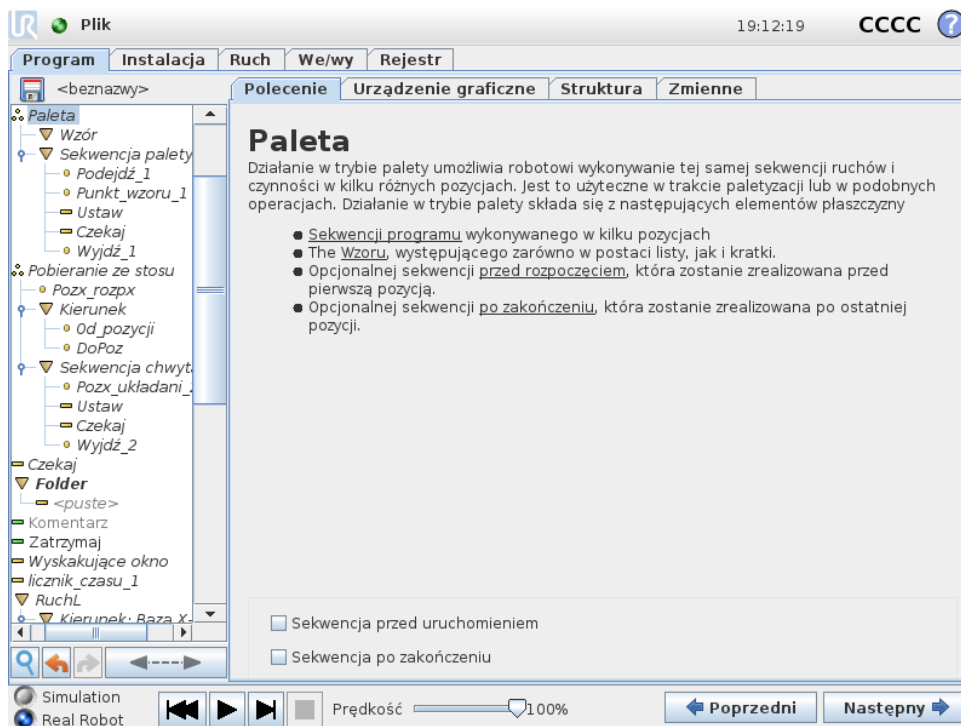 UR Plik 19:12:19 CCCC ?
Program Instalacja Ruch We/wy Rejestr
<beznazwy>
Polecenie Urządzenie graficzne Struktura Zmienne
Paleta
Wzór
Sekwencja palety
Podejdź_1
Punkt_wzoru_1
Ustaw
Czekaj
Wyjdź_1
Pobieranie ze stosu
Pozx_rozpx
Kierunek
Od_pozycji
DoPoz
Sekwencja chwyta
Pozx_układani_2
Ustaw
Czekaj
Wyjdź_2
Czekaj
Folder
<puste>
Komentarz
Zatrzymaj
Wyskakujące okno
licznik_czasu_1
RuchL
Kierunek: Baza X-
Paleta
Działanie w trybie palety umożliwia robotowi wykonywanie tej samej sekwencji ruchów i
czynności w kilku różnych pozycjach. Jest to użyteczne w trakcie paletyzacji lub w podobnych
operacjach. Działanie w trybie palety składa się z następujących elementów płaszczyzny
Sekwencji programu wykonywanego w kilku pozycjach
The Wzoru, występującego zarówno w postaci listy, jak i kratki.
Opcjonalnej sekwencji przed rozpoczęciem, która zostanie zrealizowana przed
pierwszą pozycją.
Opcjonalnej sekwencji po zakończeniu, która zostanie zrealizowana po ostatniej
pozycji.
Sekwencja przed uruchomieniem
Sekwencja po zakończeniu
Simulation
Real Robot
Prędkość 100%
Poprzedni Następny